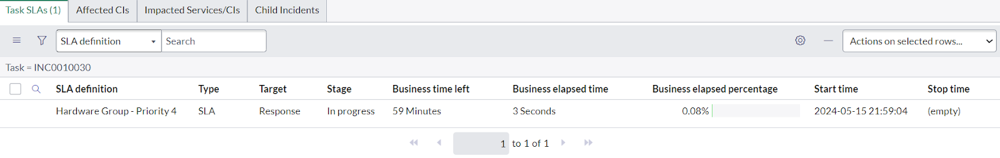 Task SLAs (1) Affected CIs Impacted Services/CIs Child Incidents
SLA definition Search Actions on selected rows...
Task = INC0010030
SLA definition Type Target Stage Business time left Business elapsed time Business elapsed percentage Start time Stop time
Hardware Group - Priority 4 SLA Response In progress 59 Minutes 3 Seconds 0.08% 2024-05-15 21:59:04 (empty)
1 to 1 of 1